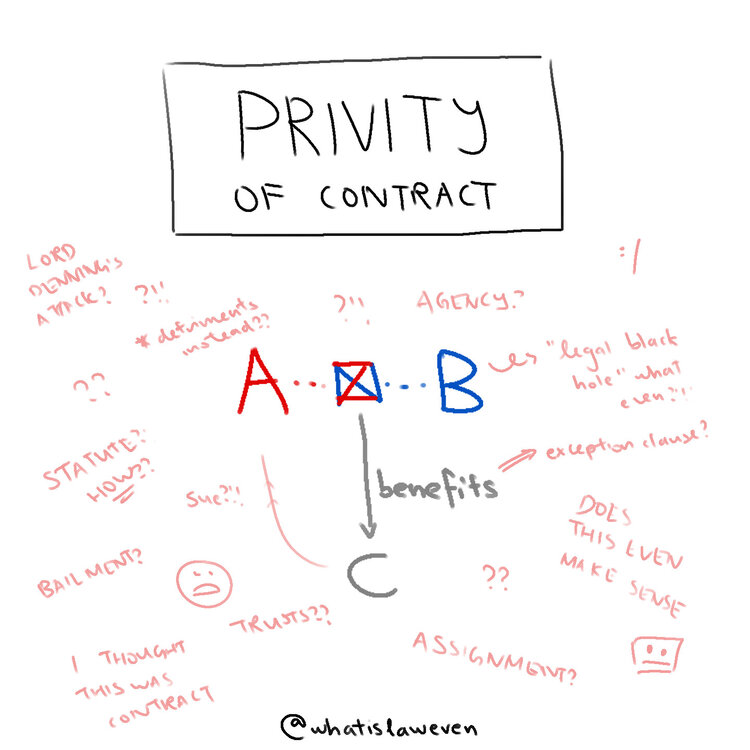 PRIVITY
OF CONTRACT
LORD
DENNING'S
ATTACK?
?!!
* detriments
instead??
?!!
AGENCY?
:/
??
A
B
"legal black
hole" what
even?!!
exception clause?
STATUTE?!
HOW??
Sue?!!
benefits
DOES
THIS EVEN
MAKE SENSE
BAILMENT?
C
??
TRUSTS??
ASSIGNMENT?
I THOUGHT
THIS WAS
CONTRACT
@whatislaweven